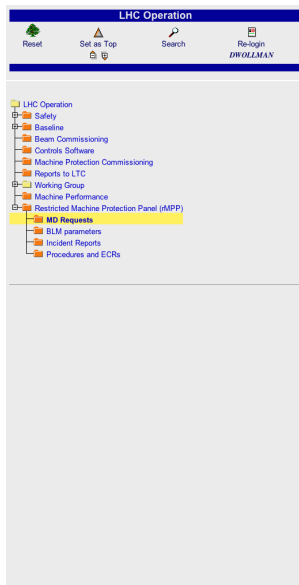 LHC Operation
Reset Set as Top Search Re-login
DWOLLMAN
LHC Operation
Safety
Baseline
Beam Commissioning
Controls Software
Machine Protection Commissioning
Reports to LTC
Working Group
Machine Performance
Restricted Machine Protection Panel (rMPP)
MD Requests
BLM parameters
Incident Reports
Procedures and ECRs